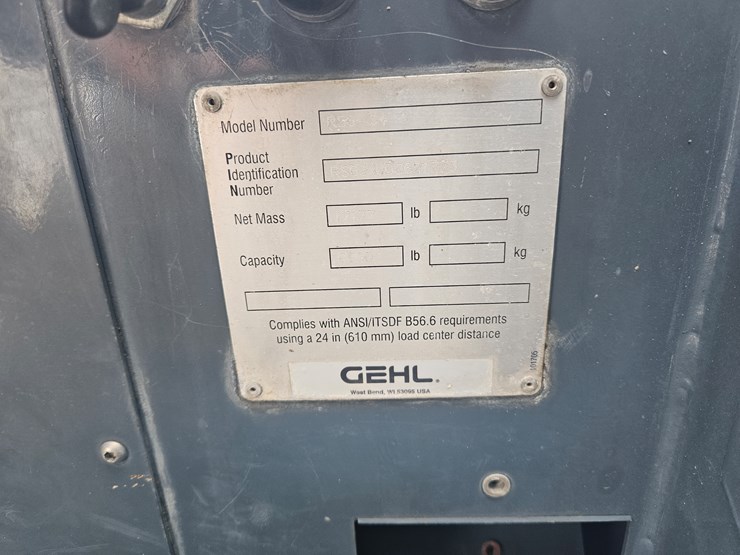 Model Number
Product
Identification
Number
Net Mass lb kg
Capacity lb kg
Complies with ANSI/ITSDF B56.6 requirements
using a 24 in (610 mm) load center distance
GEHL®
West Bend, WI 53095 USA